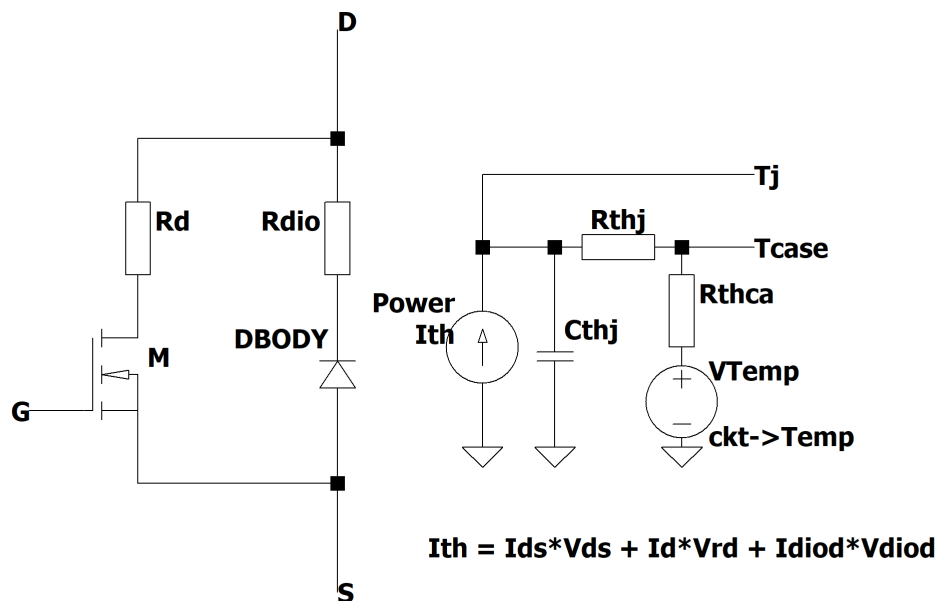 D
Rd
Rdio
M
DBODY
G
S
Tj
Rthj
Tcase
Rthca
Power
Ith
Cthj
VTemp
ckt->Temp
Ith = Ids*Vds + Id*Vrd + Idiod*Vdiod